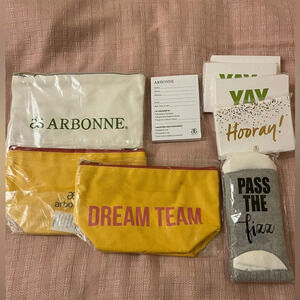 ARBONNE.
ARBONNE
YAY
YAY
Hooray!
arbonne
DREAM TEAM
PASS
THE
fizz